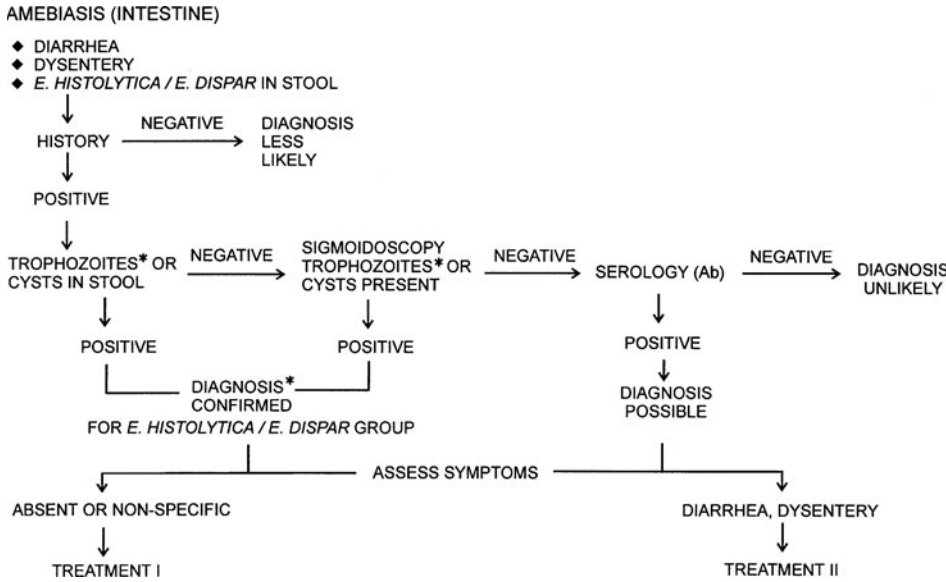 AMEBIASIS (INTESTINE)
◆ DIARRHEA
◆ DYSENTERY
◆ E. HISTOLYTICA / E. DISPAR IN STOOL
HISTORY
NEGATIVE
DIAGNOSIS
LESS
LIKELY
POSITIVE
TROPHOZOITES* OR
CYSTS IN STOOL
NEGATIVE
SIGMOIDOSCOPY
TROPHOZOITES* OR
CYSTS PRESENT
NEGATIVE
SEROLOGY (Ab)
NEGATIVE
DIAGNOSIS
UNLIKELY
POSITIVE
POSITIVE
POSITIVE
DIAGNOSIS*
CONFIRMED
FOR E. HISTOLYTICA / E. DISPAR GROUP
DIAGNOSIS
POSSIBLE
ASSESS SYMPTOMS
ABSENT OR NON-SPECIFIC
DIARRHEA, DYSENTERY
TREATMENT I
TREATMENT II